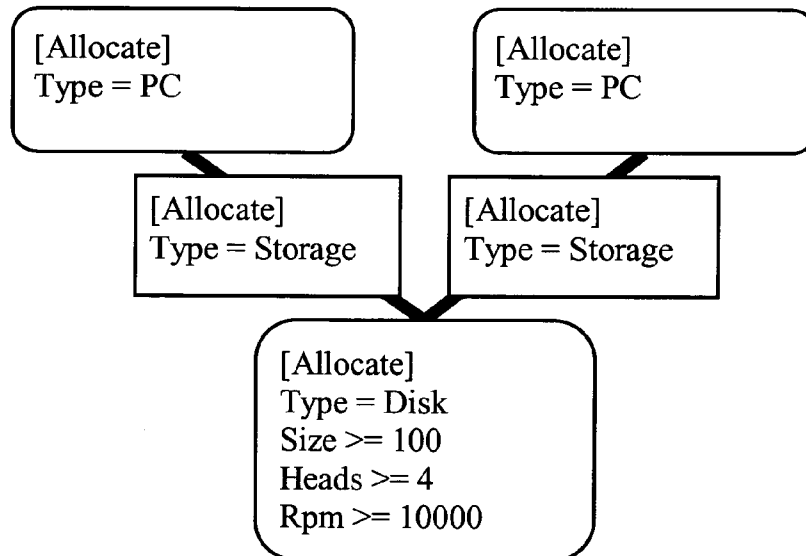 [Allocate]
Type = PC
[Allocate]
Type = PC
[Allocate]
Type = Storage
[Allocate]
Type = Storage
[Allocate]
Type = Disk
Size >= 100
Heads >= 4
Rpm >= 10000